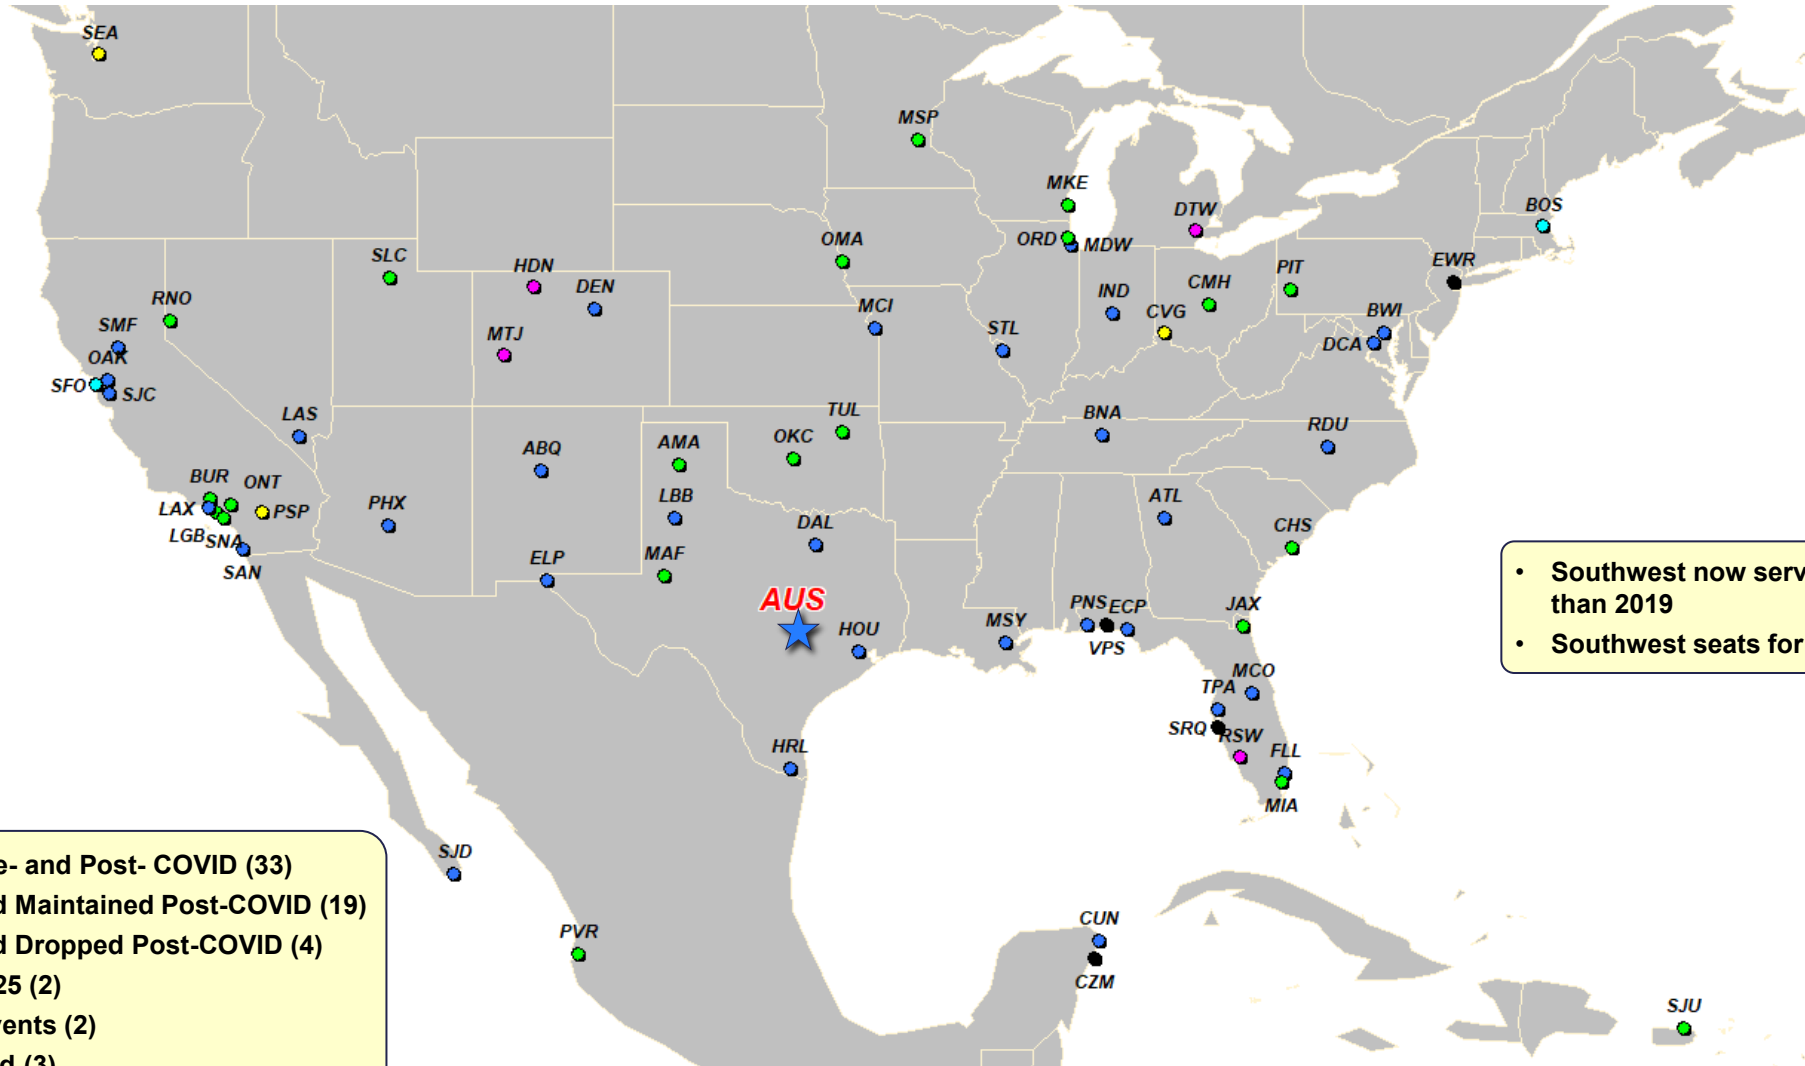 SEA
MSP
MKE
DTW
BOS
ORD
MDW
OMA
SLC
HDN
DEN
EWR
PIT
CMH
IND
CVG
RNO
MCI
BWI
SMF
STL
DCA
OAK
MTJ
SFO
SJC
LAS
TUL
BNA
RDU
OKC
AMA
ABQ
BUR
ONT
LAX
PSP
PHX
LBB
ATL
DAL
CHS
LGB
SNA
SAN
ELP
MAF
AUS
HOU
MSY
PNS
ECP
VPS
JAX
MCO
TPA
SRQ
RSW
FLL
MIA
HRL
• Southwest now serv
than 2019
• Southwest seats for
SJD
PVR
CUN
CZM
SJU
e- and Post- COVID (33)
d Maintained Post-COVID (19)
d Dropped Post-COVID (4)
25 (2)
vents (2)
d (3)